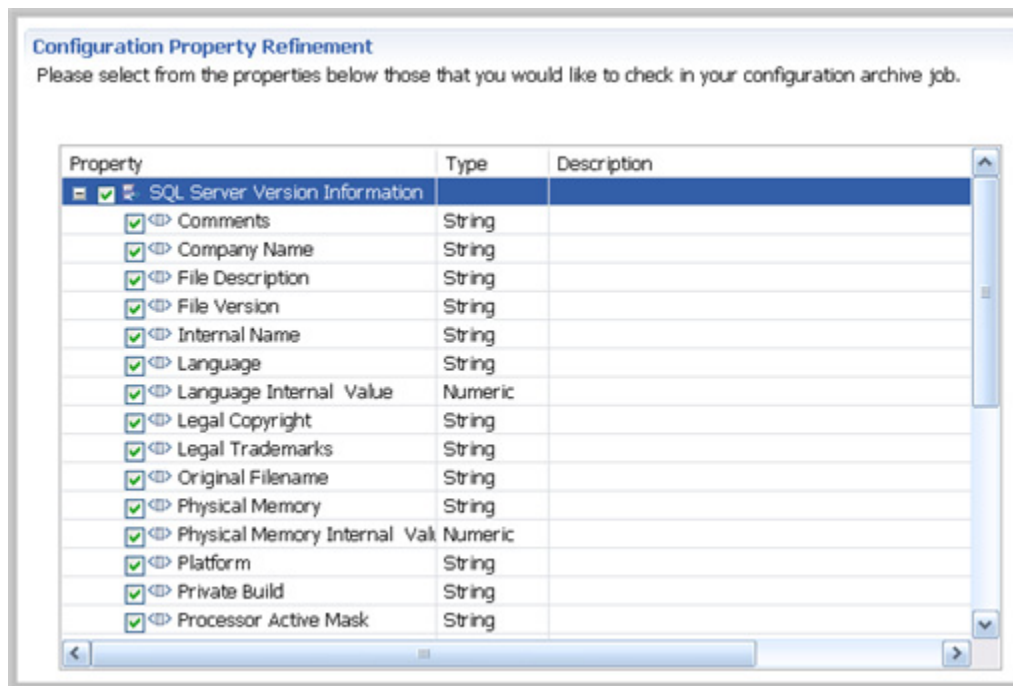 Configuration Property Refinement
Please select from the properties below those that you would like to check in your configuration archive job.
Property Type Description
SQL Server Version Information
Comments String
Company Name String
File Description String
File Version String
Internal Name String
Language String
Language Internal Value Numeric
Legal Copyright String
Legal Trademarks String
Original Filename String
Physical Memory String
Physical Memory Internal Valu Numeric
Platform String
Private Build String
Processor Active Mask String